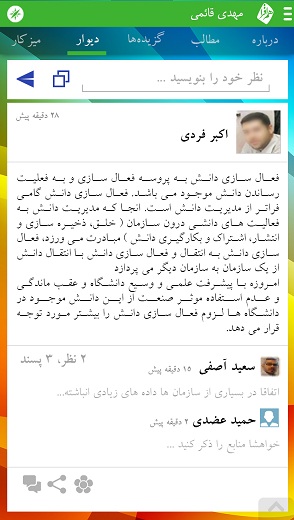 مهدی قائمی
درباره مطالب گزیده‌ها دیوار میز کار
نظر خود را بنویسید ...
۲۸ دقیقه پیش
اکبر فردی
فعال سازی دانش به پروسه فعال سازی و به فعلیت
رساندن دانش موجود می باشد. فعال سازی دانش گامی
فراتر از مدیریت دانش است. آنجا که مدیریت دانش به
فعالیت های دانشی درون سازمان ( خلق، ذخیره سازی و
انتشار، اشتراک و بکارگیری دانش ) مبادرت می ورزد، فعال
سازی دانش به انتقال و فعال سازی دانش با انتقال دانش
از یک سازمان به سازمان دیگر می پردازد
امروزه با پیشرفت علمی و وسیع دانشگاه و عقب ماندگی
و عدم استفاده موثر صنعت از این دانش موجود در
دانشگاه ها لزوم فعال سازی دانش را بیشتر مورد توجه
قرار می دهد.
۲ نظر، ۳ پسند
سعید آصفی ۱۵ دقیقه پیش
اتفاقا در بسیاری از سازمان ها داده های زیادی انباشته...
حمید عضدی ۲ دقیقه پیش
خواهشا منابع را ذکر کنید ...